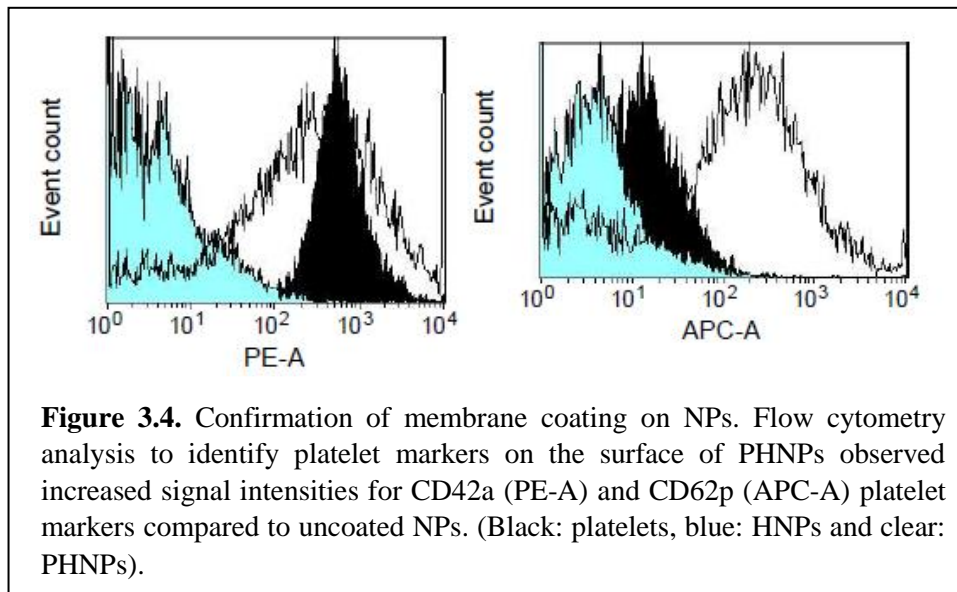 Event count
10⁰ 10¹ 10² 10³ 10⁴
PE-A
Event count
10⁰ 10¹ 10² 10³ 10⁴
APC-A
Figure 3.4. Confirmation of membrane coating on NPs. Flow cytometry
analysis to identify platelet markers on the surface of PHNPs observed
increased signal intensities for CD42a (PE-A) and CD62p (APC-A) platelet
markers compared to uncoated NPs. (Black: platelets, blue: HNPs and clear:
PHNPs).